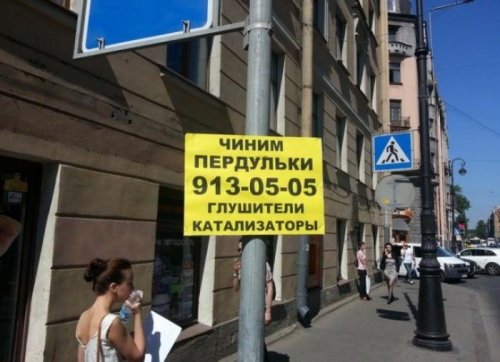 ЧИНИМ
ПЕРДУЛЬКИ
913-05-05
ГЛУШИТЕЛИ
КАТАЛИЗАТОРЫ